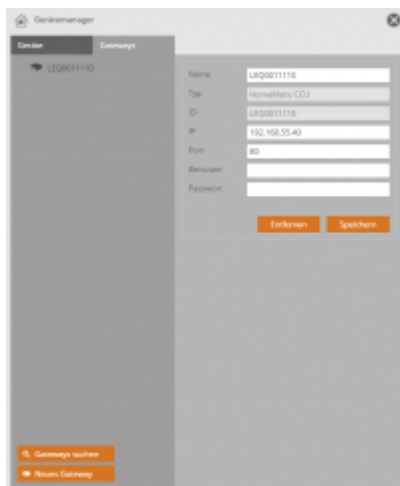 Gerätemanager
Geräte Gateways
LEQ0011110
Name LEQ0011110
Typ HomeMatic CCU
ID LEQ0011110
IP 192.168.55.40
Port 80
Benutzer
Passwort
Entfernen Speichern
Gateways suchen
Neues Gateway